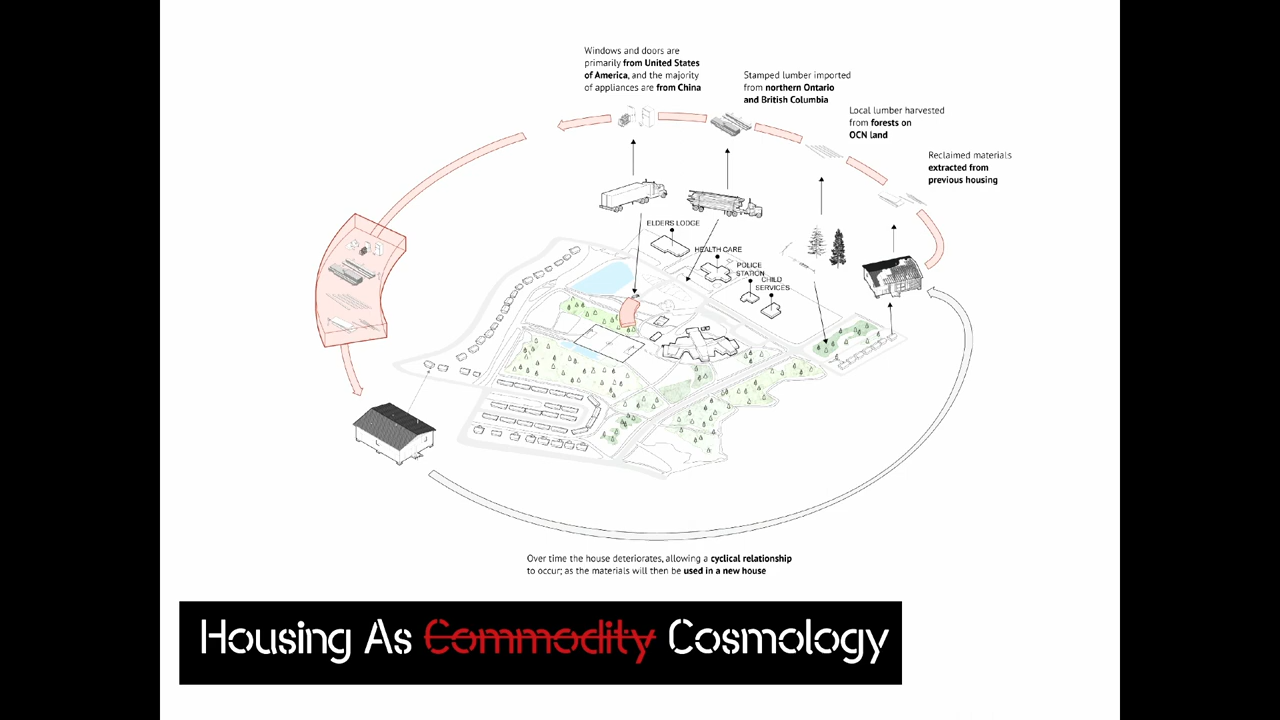 Windows and doors are
primarily from United States
of America, and the majority
of appliances are from China
Stamped lumber imported
from northern Ontario
and British Columbia
Local lumber harvested
from forests on
OCN land
Reclaimed materials
extracted from
previous housing
ELDERS LODGE
HEALTH CARE
POLICE
STATION
CHILD
SERVICES
Over time the house deteriorates, allowing a cyclical relationship
to occur; as the materials will then be used in a new house
Housing As Commodity Cosmology